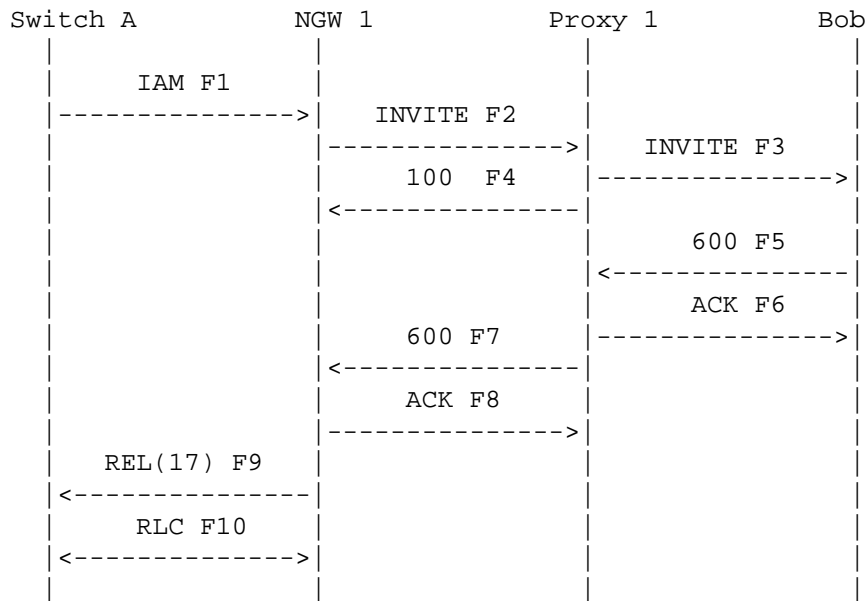 Switch A NGW 1 Proxy 1 Bob
IAM F1
INVITE F2
INVITE F3
100 F4
600 F5
ACK F6
600 F7
ACK F8
REL(17) F9
RLC F10